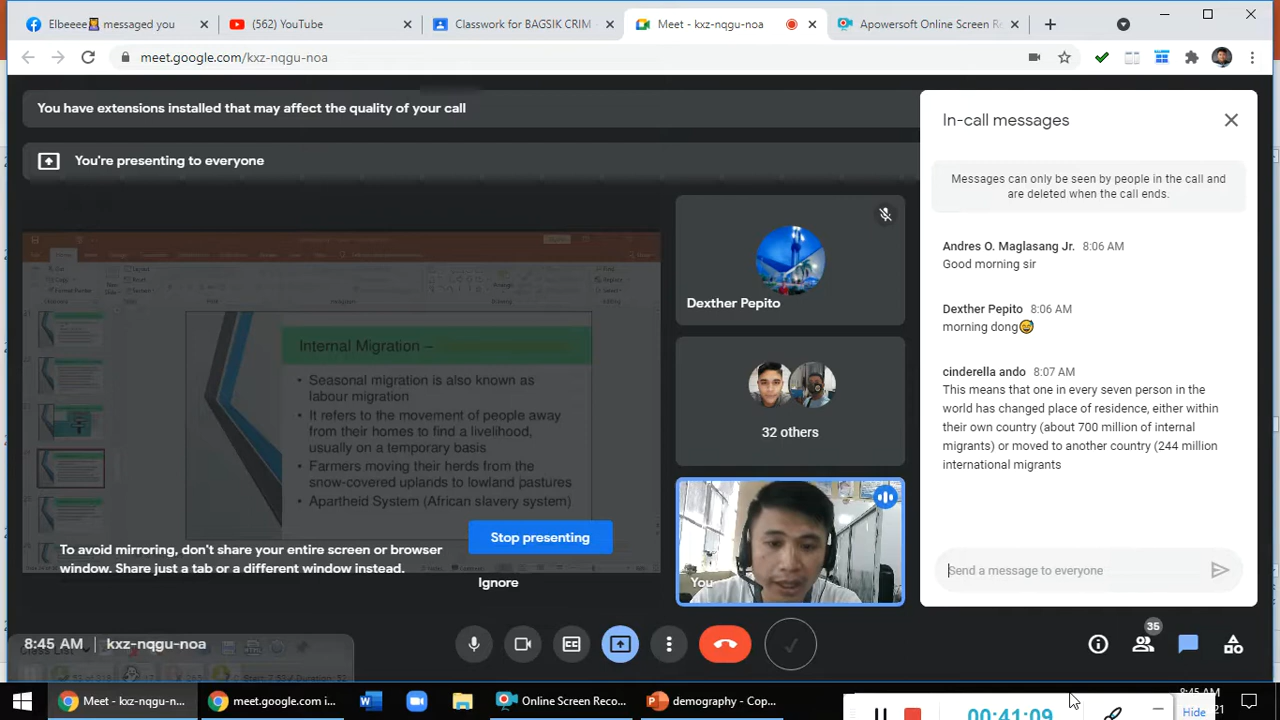 Elbeeee messaged you
(562) YouTube
Classwork for BAGSIK CRIM
Meet - kxz-nqgu-noa
Apowersoft Online Screen Re
meet.google.com/kxz-nqgu-noa
You have extensions installed that may affect the quality of your call
You're presenting to everyone
In-call messages
Messages can only be seen by people in the call and
are deleted when the call ends.
Andres O. Maglasang Jr. 8:06 AM
Good morning sir
Dexther Pepito 8:06 AM
morning dong😅
cinderella ando 8:07 AM
This means that one in every seven person in the
world has changed place of residence, either within
their own country (about 700 million of internal
migrants) or moved to another country (244 million
international migrants
Send a message to everyone
Dexther Pepito
32 others
You
Internal Migration –
• Seasonal migration is also known as
labour migration
• It refers to the movement of people away
from their homes to find a livelihood,
usually on a temporary basis
• Farmers moving their herds from the
snow-covered uplands to lowland pastures
• Apartheid System (African slavery system)
To avoid mirroring, don't share your entire screen or browser
window. Share just a tab or a different window instead.
Stop presenting
Ignore
8:45 AM | kxz-nqgu-noa
35
Meet - kxz-nqgu-n...
meet.google.com i...
Online Screen Reco...
demography - Cop...
00:41:09
Hide
8:45 AM